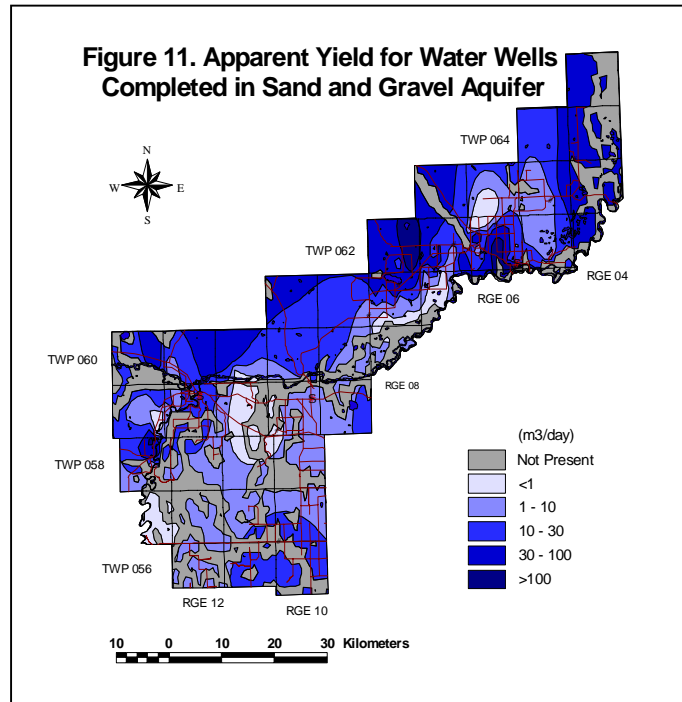 Figure 11. Apparent Yield for Water Wells
Completed in Sand and Gravel Aquifer
N
W E
S
TWP 064
TWP 062
RGE 04
RGE 06
TWP 060
RGE 08
S
TWP 058
(m3/day)
Not Present
<1
1 - 10
10 - 30
30 - 100
>100
TWP 056
RGE 12
RGE 10
10 0 10 20 30 Kilometers